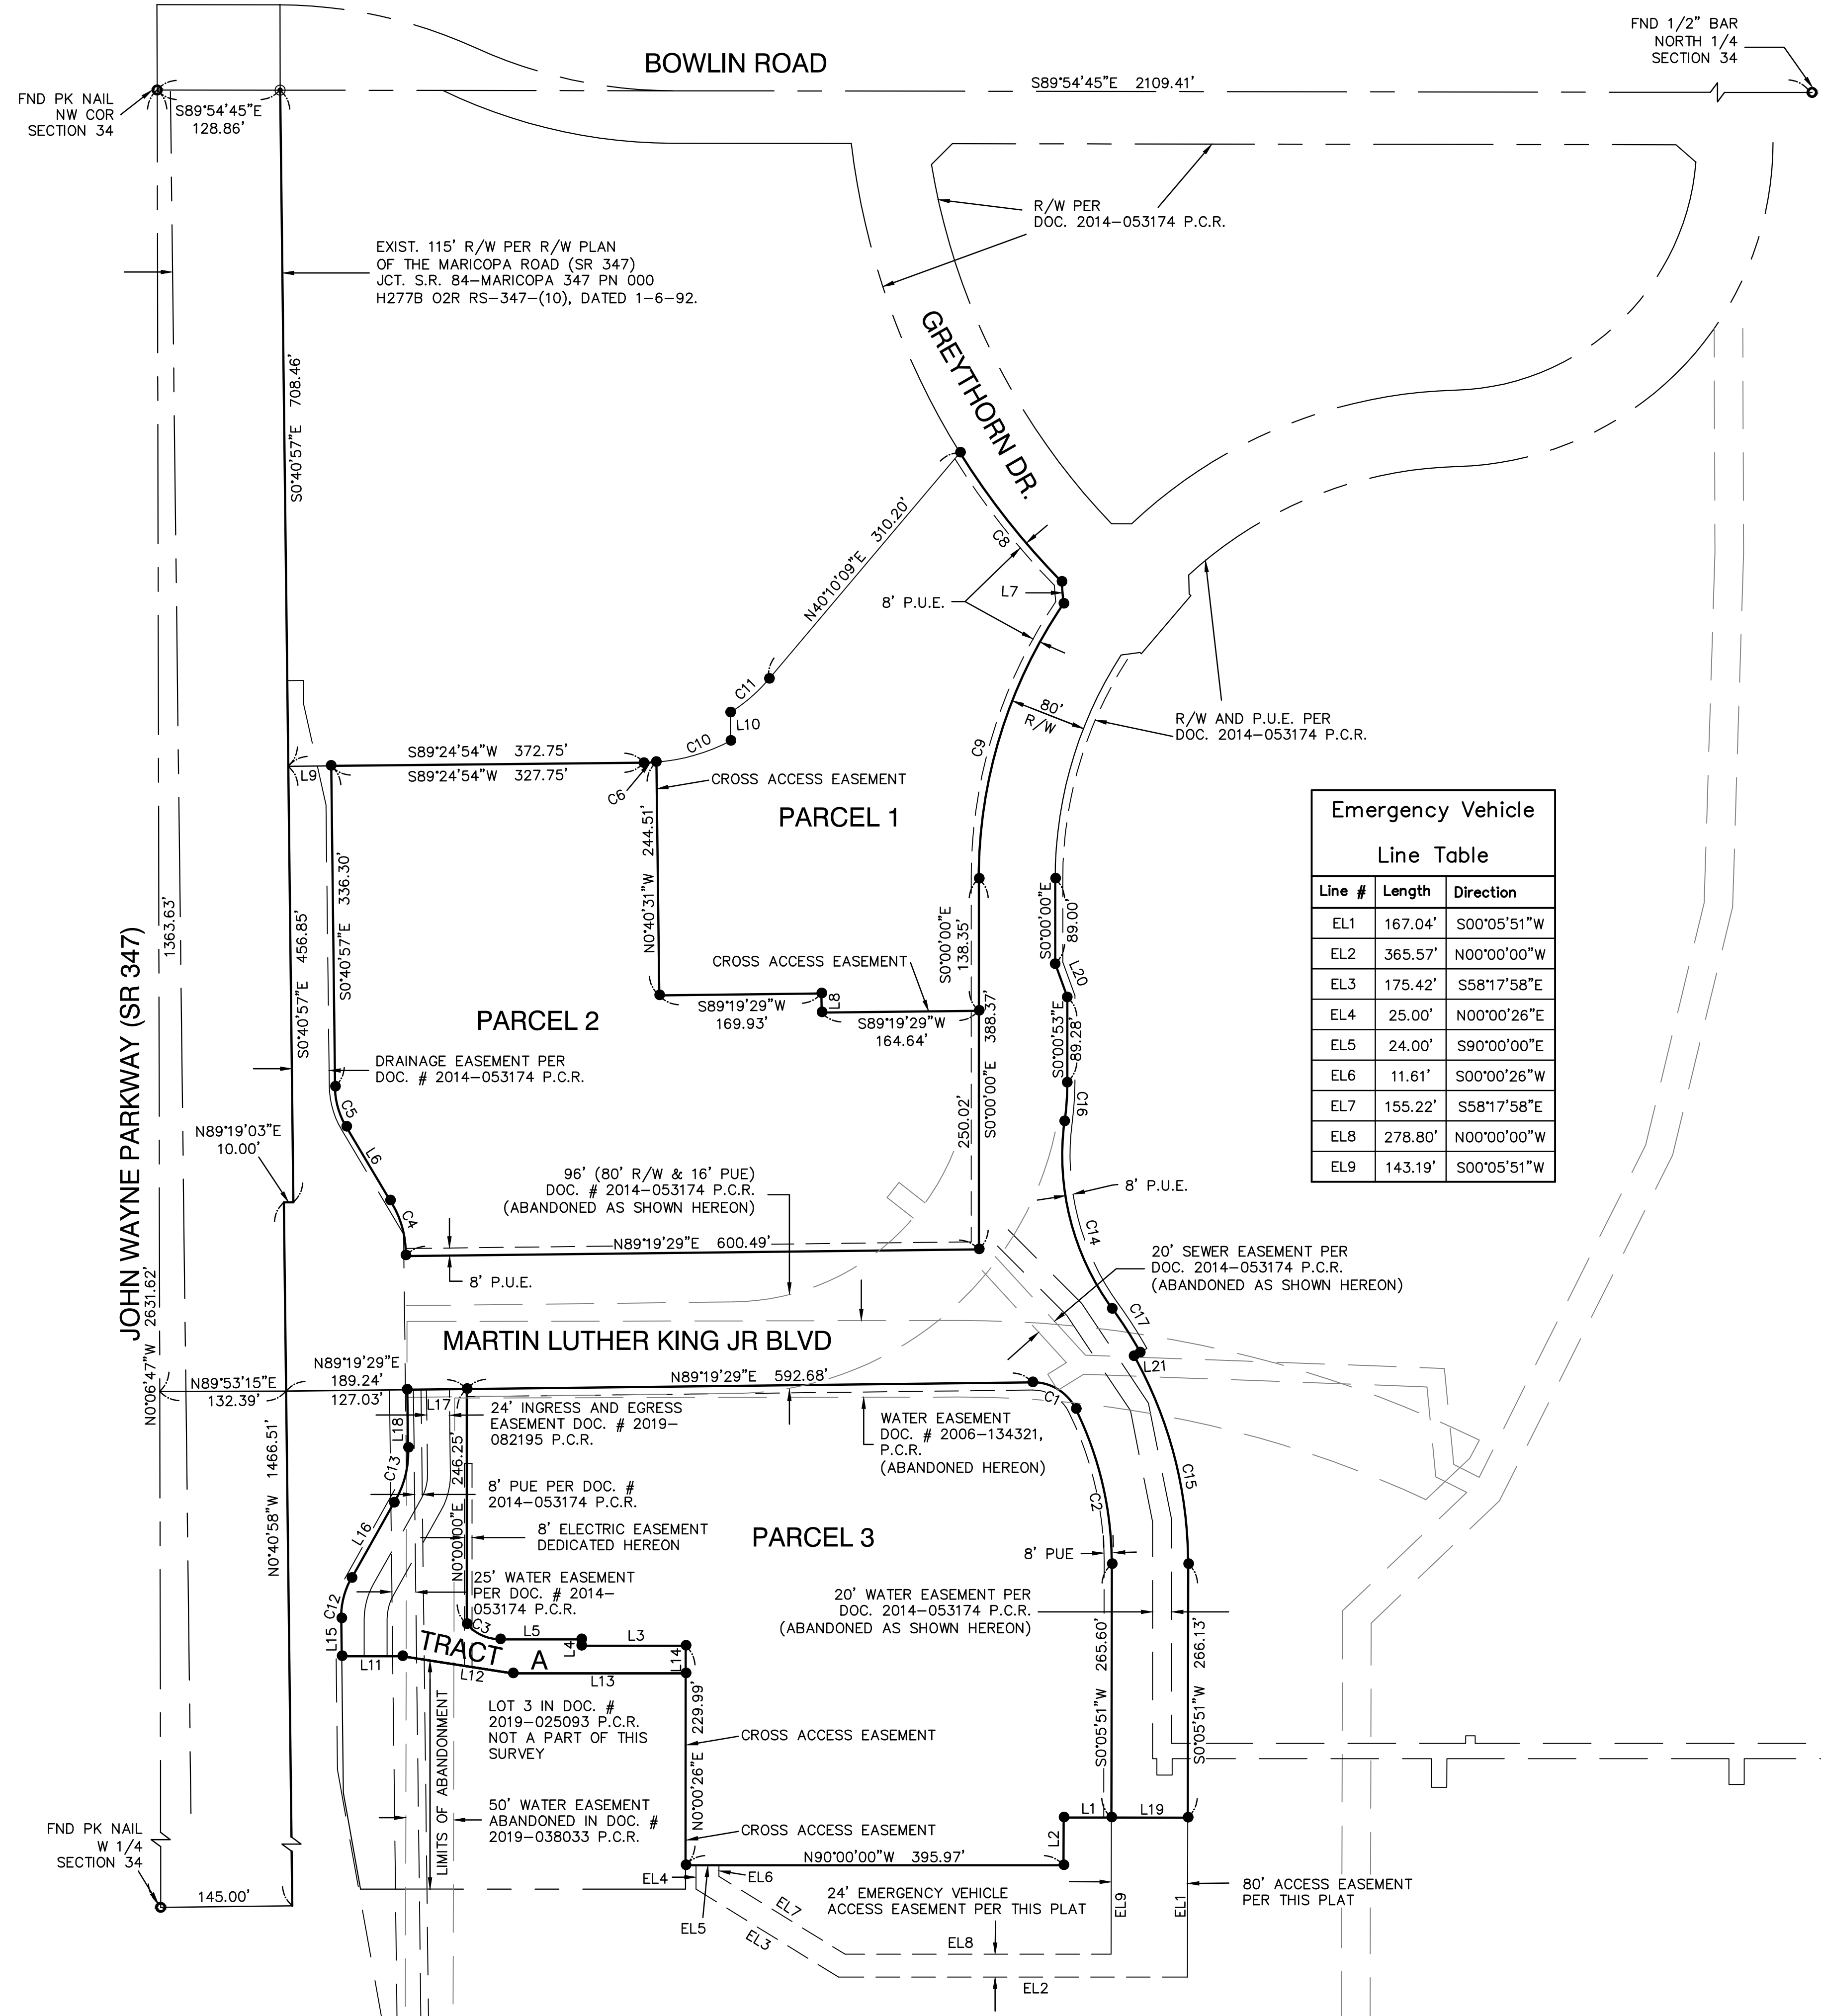 BOWLIN ROAD
FND 1/2" BAR
NORTH 1/4
SECTION 34
S89°54'45"E 2109.41'
FND PK NAIL
NW COR
SECTION 34
S89°54'45"E
128.86'
R/W PER
DOC. 2014-053174 P.C.R.
EXIST. 115' R/W PER R/W PLAN
OF THE MARICOPA ROAD (SR 347)
JCT. S.R. 84-MARICOPA 347 PN 000
H277B 02R RS-347-(10), DATED 1-6-92.
GREYTHORN DR.
S0°40'57"E 708.46'
N40°10'09"E 310.20'
C8
L7
8' P.U.E.
C11
L10
C10
80'
R/W
R/W AND P.U.E. PER
DOC. 2014-053174 P.C.R.
C9
S89°24'54"W 372.75'
S89°24'54"W 327.75'
L9
C6
CROSS ACCESS EASEMENT
PARCEL 1
Emergency Vehicle
Line Table
Line # Length Direction
EL1 167.04' S00°05'51"W
EL2 365.57' N00°00'00"W
EL3 175.42' S58°17'58"E
EL4 25.00' N00°00'26"E
EL5 24.00' S90°00'00"E
EL6 11.61' S00°00'26"W
EL7 155.22' S58°17'58"E
EL8 278.80' N00°00'00"W
EL9 143.19' S00°05'51"W
1363.63'
S0°40'57"E 456.85'
S0°40'57"E 336.30'
N0°40'31"W 244.51'
S0°00'00"E
138.35'
S0°00'00"E
89.00'
L20
CROSS ACCESS EASEMENT
S89°19'29"W
169.93'
L8
S89°19'29"W
164.64'
S0°00'00"E 388.37'
S0°00'53"E
89.28'
PARCEL 2
DRAINAGE EASEMENT PER
DOC. # 2014-053174 P.C.R.
JOHN WAYNE PARKWAY (SR 347)
C5
L6
C4
C16
250.02'
N89°19'03"E
10.00'
96' (80' R/W & 16' PUE)
DOC. # 2014-053174 P.C.R.
(ABANDONED AS SHOWN HEREON)
8' P.U.E.
C14
N89°19'29"E 600.49'
8' P.U.E.
20' SEWER EASEMENT PER
DOC. 2014-053174 P.C.R.
(ABANDONED AS SHOWN HEREON)
C17
L21
MARTIN LUTHER KING JR BLVD
N0°06'47"W 2631.62'
N89°53'15"E
132.39'
N89°19'29"E
189.24'
127.03'
N89°19'29"E 592.68'
C1
L17
L18
24' INGRESS AND EGRESS
EASEMENT DOC. # 2019-
082195 P.C.R.
WATER EASEMENT
DOC. # 2006-134321,
P.C.R.
(ABANDONED HEREON)
N0°40'58"W 1466.51'
C13
N0°00'00"E 246.25'
8' PUE PER DOC. #
2014-053174 P.C.R.
C2
C15
8' ELECTRIC EASEMENT
DEDICATED HEREON
PARCEL 3
8' PUE
L16
25' WATER EASEMENT
PER DOC. # 2014-
053174 P.C.R.
20' WATER EASEMENT PER
DOC. 2014-053174 P.C.R.
(ABANDONED AS SHOWN HEREON)
C12
L15
C3
L5
L4
L3
TRACT A
L14
L11
L12
L13
S0°05'51"W 265.60'
S0°05'51"W 266.13'
LIMITS OF ABANDONMENT
LOT 3 IN DOC. #
2019-025093 P.C.R.
NOT A PART OF THIS
SURVEY
N0°00'26"E 229.99'
CROSS ACCESS EASEMENT
50' WATER EASEMENT
ABANDONED IN DOC. #
2019-038033 P.C.R.
CROSS ACCESS EASEMENT
L1
L19
L2
FND PK NAIL
W 1/4
SECTION 34
145.00'
N90°00'00"W 395.97'
EL4
EL6
EL5
24' EMERGENCY VEHICLE
ACCESS EASEMENT PER THIS PLAT
EL9
EL1
80' ACCESS EASEMENT
PER THIS PLAT
EL7
EL3
EL8
EL2